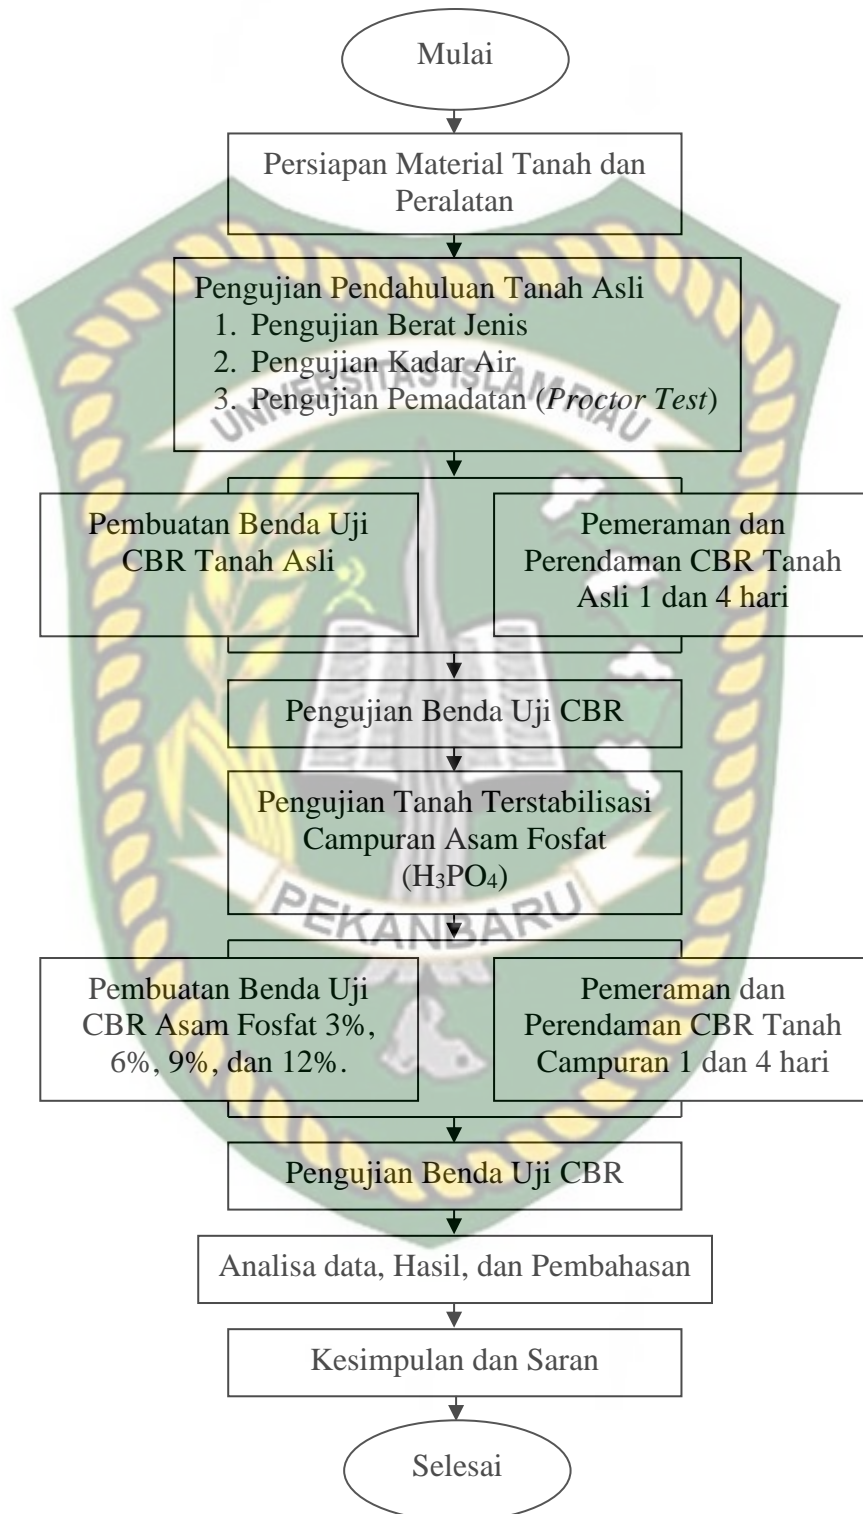 Mulai
Persiapan Material Tanah dan
Peralatan
Pengujian Pendahuluan Tanah Asli
1. Pengujian Berat Jenis
2. Pengujian Kadar Air
3. Pengujian Pemadatan (Proctor Test)
UNIVERSITAS ISLAM RIAU
Pembuatan Benda Uji
CBR Tanah Asli
Pemeraman dan
Perendaman CBR Tanah
Asli 1 dan 4 hari
Pengujian Benda Uji CBR
Pengujian Tanah Terstabilisasi
Campuran Asam Fosfat
(H₃PO₄)
PEKANBARU
Pembuatan Benda Uji
CBR Asam Fosfat 3%,
6%, 9%, dan 12%.
Pemeraman dan
Perendaman CBR Tanah
Campuran 1 dan 4 hari
Pengujian Benda Uji CBR
Analisa data, Hasil, dan Pembahasan
Kesimpulan dan Saran
Selesai